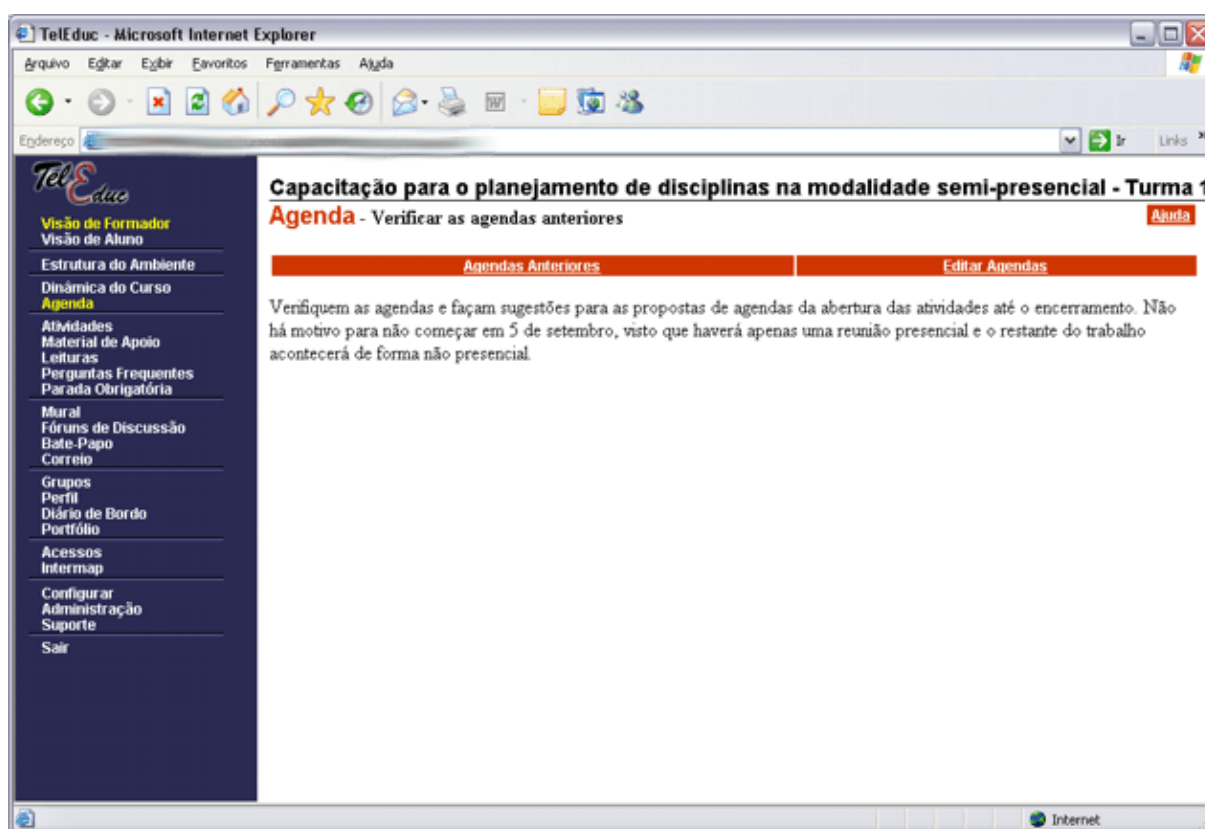 TelEduc - Microsoft Internet Explorer
Arquivo Editar Exibir Favoritos Ferramentas Ajuda
Endereço Ir Links »
TelEduc
Capacitação para o planejamento de disciplinas na modalidade semi-presencial - Turma 1
Agenda - Verificar as agendas anteriores Ajuda
Agendas Anteriores Editar Agendas
Verifiquem as agendas e façam sugestões para as propostas de agendas da abertura das atividades até o encerramento. Não
há motivo para não começar em 5 de setembro, visto que haverá apenas uma reunião presencial e o restante do trabalho
acontecerá de forma não presencial.
Visão de Formador
Visão de Aluno
Estrutura do Ambiente
Dinâmica do Curso
Agenda
Atividades
Material de Apoio
Leituras
Perguntas Frequentes
Parada Obrigatória
Mural
Fóruns de Discussão
Bate-Papo
Correio
Grupos
Perfil
Diário de Bordo
Portfólio
Acessos
Intermap
Configurar
Administração
Suporte
Sair
Internet